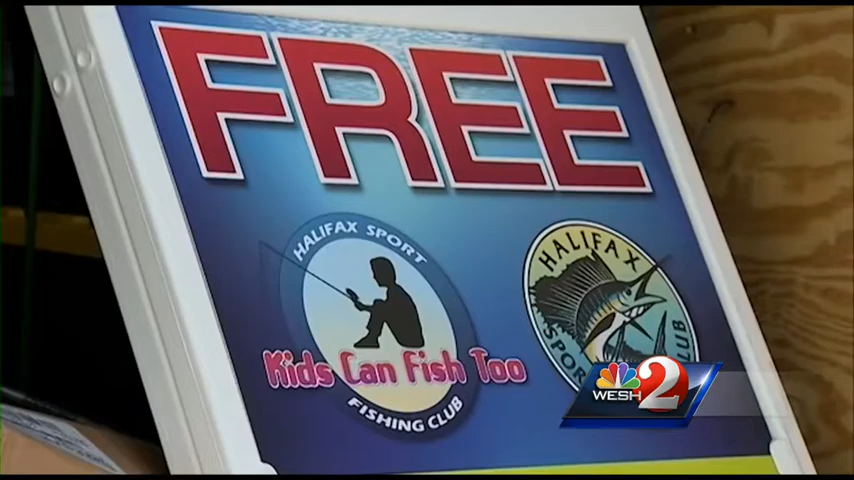 FREE
HALIFAX SPORT
Kids Can Fish Too
FISHING CLUB
HALIFAX
SPOR
CLUB
WESH 2